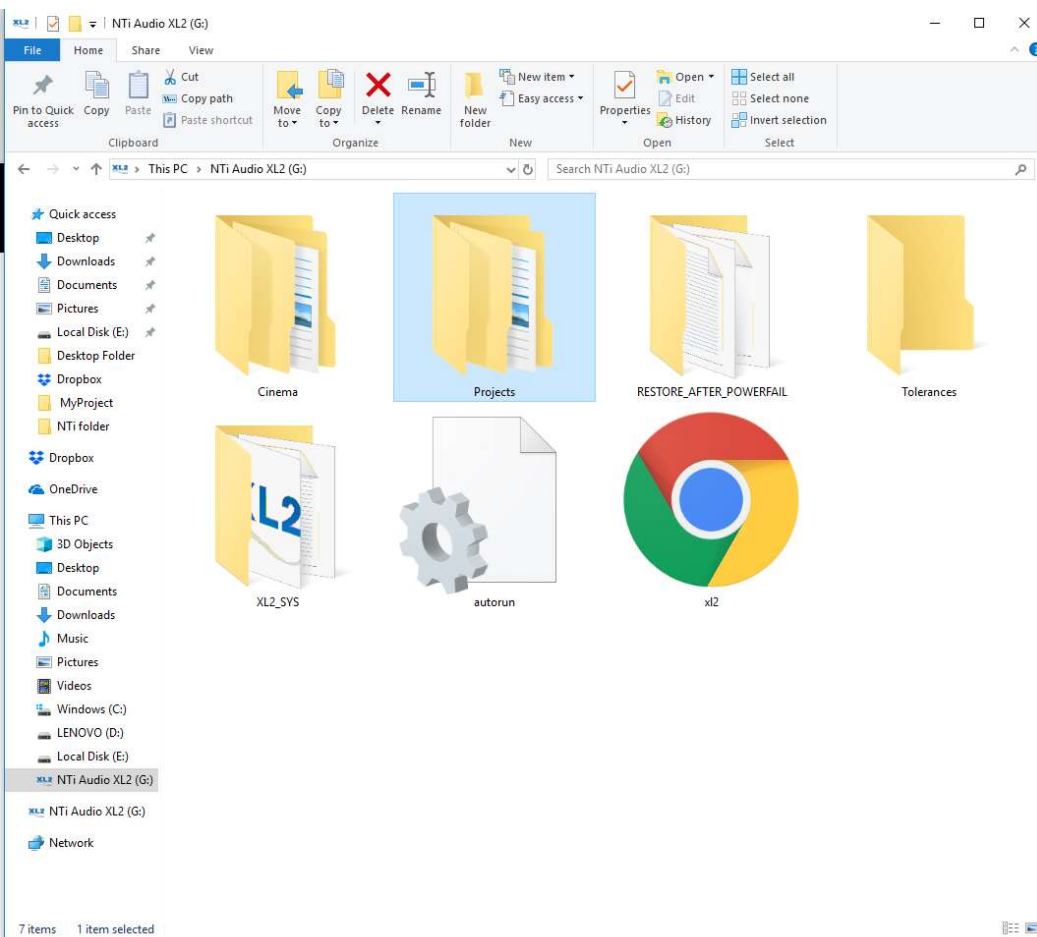 XL2 NTi Audio XL2 (G:)
File Home Share View
Pin to Quick access
Copy
Paste
Cut
Copy path
Paste shortcut
Clipboard
Move to
Copy to
Delete
Rename
Organize
New folder
New item
Easy access
New
Properties
Open
Edit
History
Open
Select all
Select none
Invert selection
Select
XL2 This PC NTi Audio XL2 (G:)
Search NTi Audio XL2 (G:)
Quick access
Desktop
Downloads
Documents
Pictures
Local Disk (E:)
Desktop Folder
Dropbox
MyProject
NTi folder
Dropbox
OneDrive
This PC
3D Objects
Desktop
Documents
Downloads
Music
Pictures
Videos
Windows (C:)
LENOVO (D:)
Local Disk (E:)
XL2 NTi Audio XL2 (G:)
XL2 NTi Audio XL2 (G:)
Network
Cinema
Projects
RESTORE_AFTER_POWERFAIL
Tolerances
XL2
XL2_SYS
autorun
xl2
7 items 1 item selected